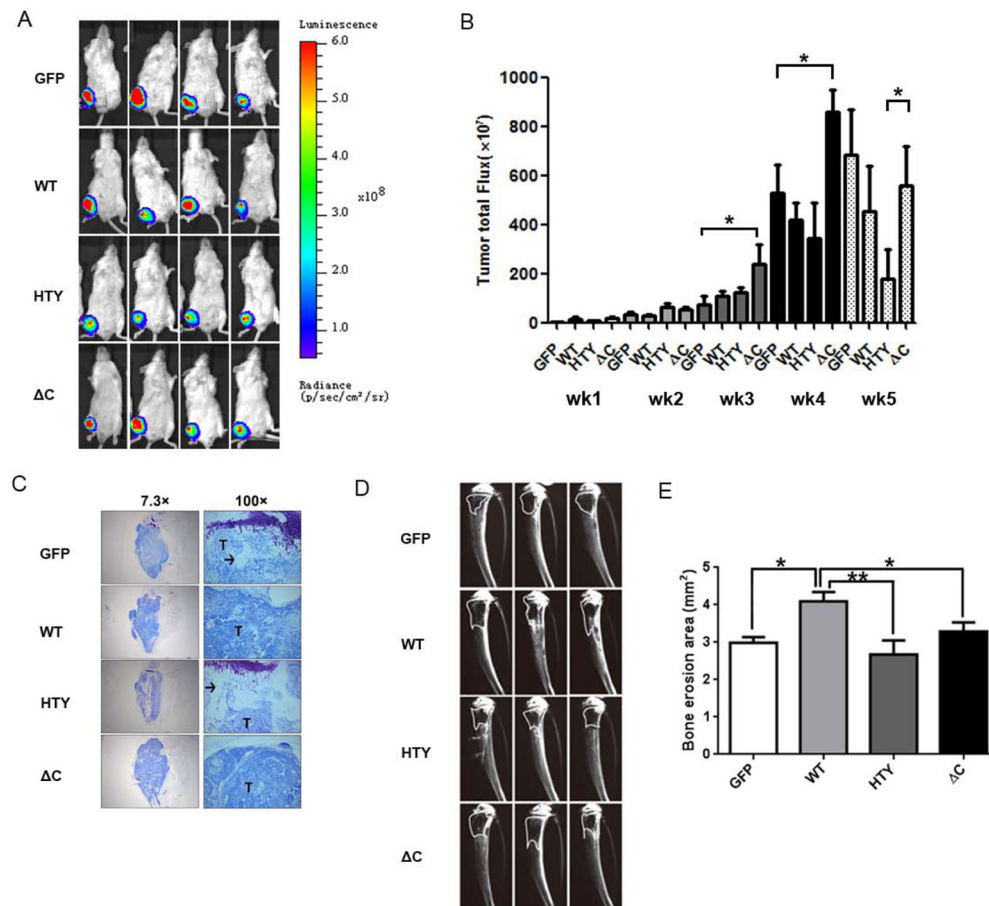 A
Luminescence
6.0
5.0
4.0
×10⁸
3.0
2.0
1.0
Radiance
(p/sec/cm²/sr)
GFP
WT
HTY
ΔC
B
Tumor total Flux(×10⁷)
1000
800
600
400
200
0
*
*
*
GFP WT HTY ΔC GFP WT HTY ΔC GFP WT HTY ΔC GFP WT HTY ΔC GFP WT HTY ΔC
wk1 wk2 wk3 wk4 wk5
C
7.3× 100×
GFP
T
WT
T
HTY
T
ΔC
T
D
GFP
WT
HTY
ΔC
E
Bone erosion area (mm²)
5
4
3
2
1
0
* ** *
GFP WT HTY ΔC